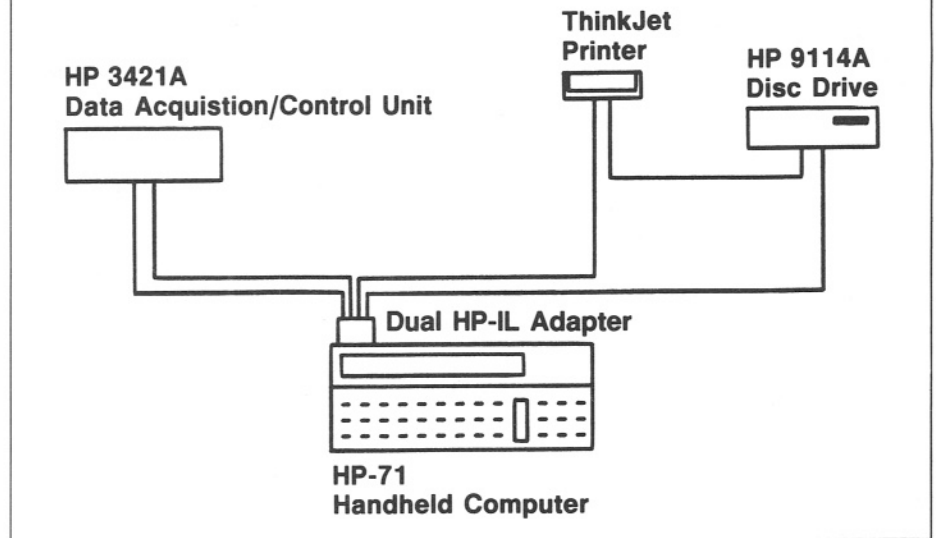 ThinkJet
Printer
HP 3421A
Data Acquistion/Control Unit
HP 9114A
Disc Drive
Dual HP-IL Adapter
HP-71
Handheld Computer